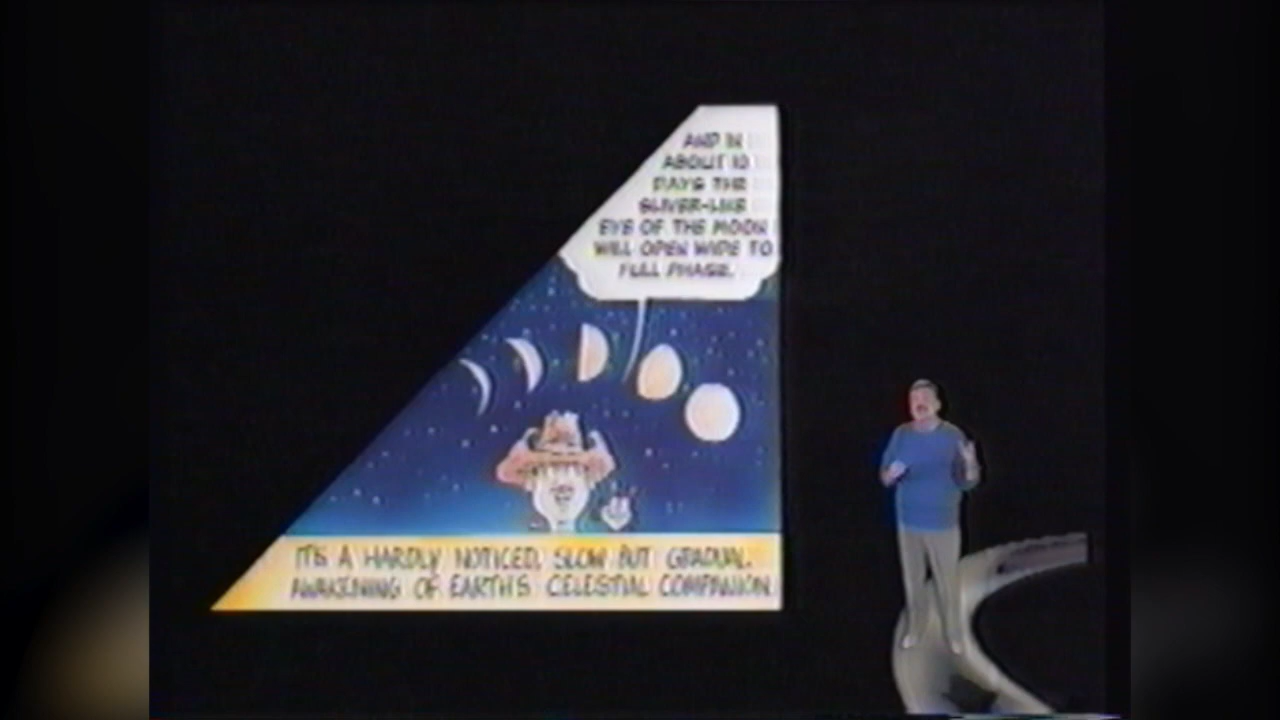 AND IN
ABOUT 10
DAYS THE
SLIVER-LIKE
EYE OF THE MOON
WILL OPEN WIDE TO
FULL PHASE.
IT'S A HARDLY NOTICED, SLOW BUT GRADUAL
AWAKENING OF EARTH'S CELESTIAL COMPANION.